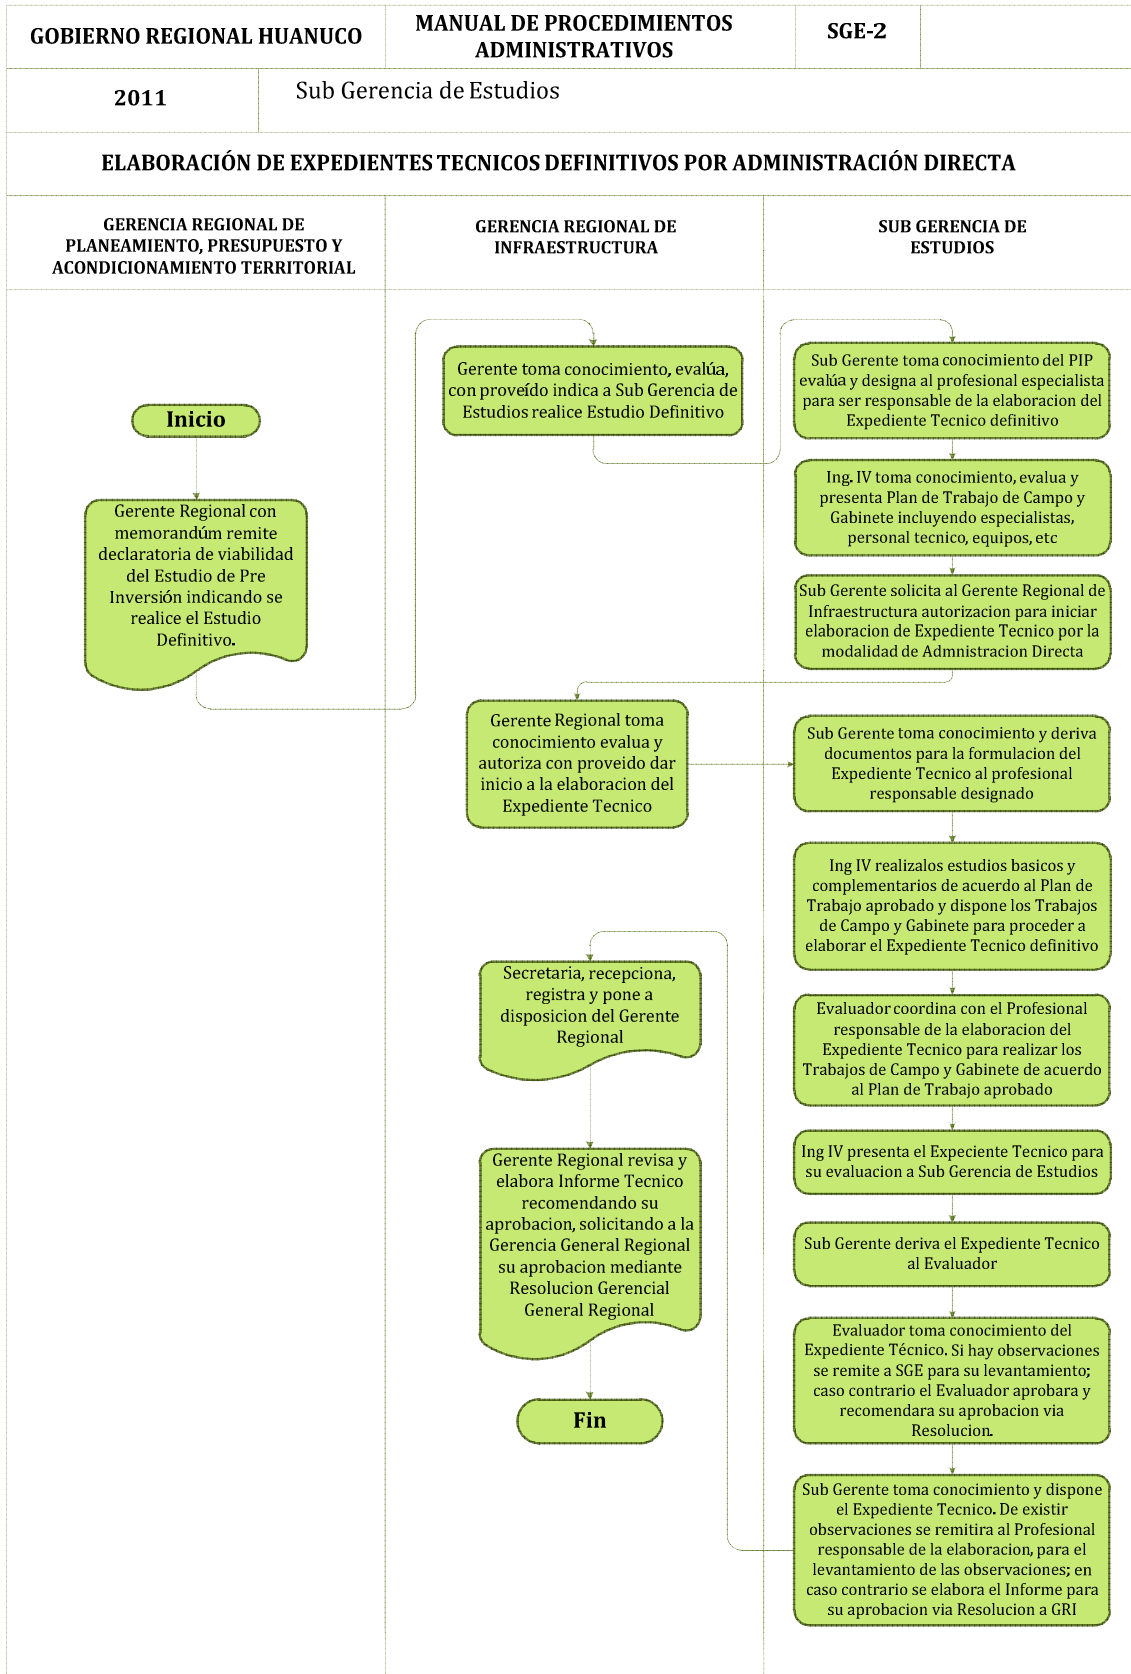 GOBIERNO REGIONAL HUANUCO
MANUAL DE PROCEDIMIENTOS
ADMINISTRATIVOS
SGE-2
2011
Sub Gerencia de Estudios
ELABORACIÓN DE EXPEDIENTES TECNICOS DEFINITIVOS POR ADMINISTRACIÓN DIRECTA
GERENCIA REGIONAL DE
PLANEAMIENTO, PRESUPUESTO Y
ACONDICIONAMIENTO TERRITORIAL
GERENCIA REGIONAL DE
INFRAESTRUCTURA
SUB GERENCIA DE
ESTUDIOS
Inicio
Gerente Regional con
memorandúm remite
declaratoria de viabilidad
del Estudio de Pre
Inversión indicando se
realice el Estudio
Definitivo.
Gerente toma conocimiento, evalúa,
con proveído indica a Sub Gerencia de
Estudios realice Estudio Definitivo
Sub Gerente toma conocimiento del PIP
evalúa y designa al profesional especialista
para ser responsable de la elaboracion del
Expediente Tecnico definitivo
Ing. IV toma conocimiento, evalua y
presenta Plan de Trabajo de Campo y
Gabinete incluyendo especialistas,
personal tecnico, equipos, etc
Sub Gerente solicita al Gerente Regional de
Infraestructura autorizacion para iniciar
elaboracion de Expediente Tecnico por la
modalidad de Admnistracion Directa
Gerente Regional toma
conocimiento evalua y
autoriza con proveido dar
inicio a la elaboracion del
Expediente Tecnico
Sub Gerente toma conocimiento y deriva
documentos para la formulacion del
Expediente Tecnico al profesional
responsable designado
Ing IV realizalos estudios basicos y
complementarios de acuerdo al Plan de
Trabajo aprobado y dispone los Trabajos
de Campo y Gabinete para proceder a
elaborar el Expediente Tecnico definitivo
Evaluador coordina con el Profesional
responsable de la elaboracion del
Expediente Tecnico para realizar los
Trabajos de Campo y Gabinete de acuerdo
al Plan de Trabajo aprobado
Ing IV presenta el Expeciente Tecnico para
su evaluacion a Sub Gerencia de Estudios
Sub Gerente deriva el Expediente Tecnico
al Evaluador
Evaluador toma conocimiento del
Expediente Técnico. Si hay observaciones
se remite a SGE para su levantamiento;
caso contrario el Evaluador aprobara y
recomendara su aprobacion via
Resolucion.
Sub Gerente toma conocimiento y dispone
el Expediente Tecnico. De existir
observaciones se remitira al Profesional
responsable de la elaboracion, para el
levantamiento de las observaciones; en
caso contrario se elabora el Informe para
su aprobacion via Resolucion a GRI
Secretaria, recepciona,
registra y pone a
disposicion del Gerente
Regional
Gerente Regional revisa y
elabora Informe Tecnico
recomendando su
aprobacion, solicitando a la
Gerencia General Regional
su aprobacion mediante
Resolucion Gerencial
General Regional
Fin